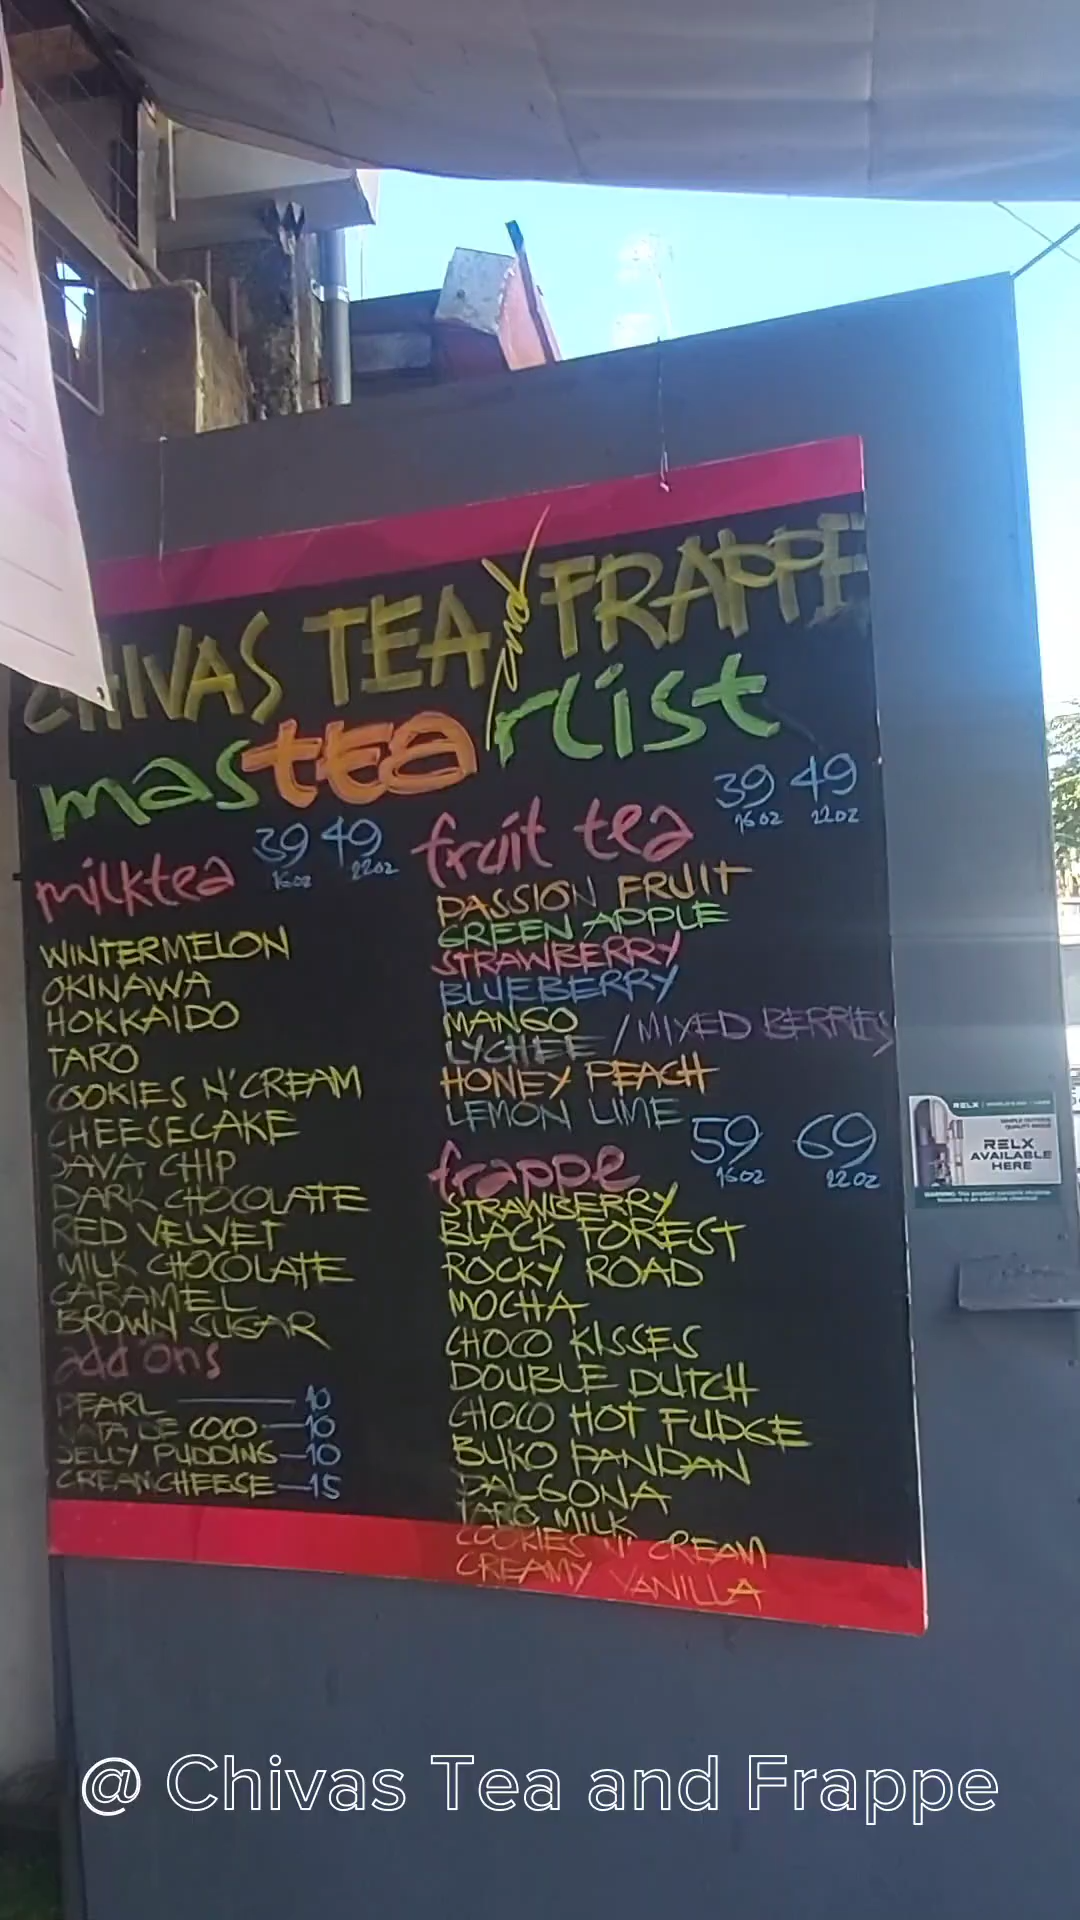 CHIVAS TEA and FRAPPE
masTEArlist
milktea 39 16oz 49 22oz
WINTERMELON
OKINAWA
HOKKAIDO
TARO
COOKIES N'CREAM
CHEESECAKE
JAVA CHIP
DARK CHOCOLATE
RED VELVET
MILK CHOCOLATE
CARAMEL
BROWN SUGAR
add ons
PEARL — 10
NATA DE COCO — 10
JELLY PUDDING — 10
CREAMCHEESE — 15
fruit tea 39 16oz 49 22oz
PASSION FRUIT
GREEN APPLE
STRAWBERRY
BLUEBERRY
MANGO
LYCHEE / MIXED BERRIES
HONEY PEACH
LEMON LIME
frappe 59 16oz 69 22oz
STRAWBERRY
BLACK FOREST
ROCKY ROAD
MOCHA
CHOCO KISSES
DOUBLE DUTCH
CHOCO HOT FUDGE
BUKO PANDAN
DALGONA
TARO MILK
COOKIES 'N' CREAM
CREAMY VANILLA
RELX
RELX
AVAILABLE
HERE
@ Chivas Tea and Frappe